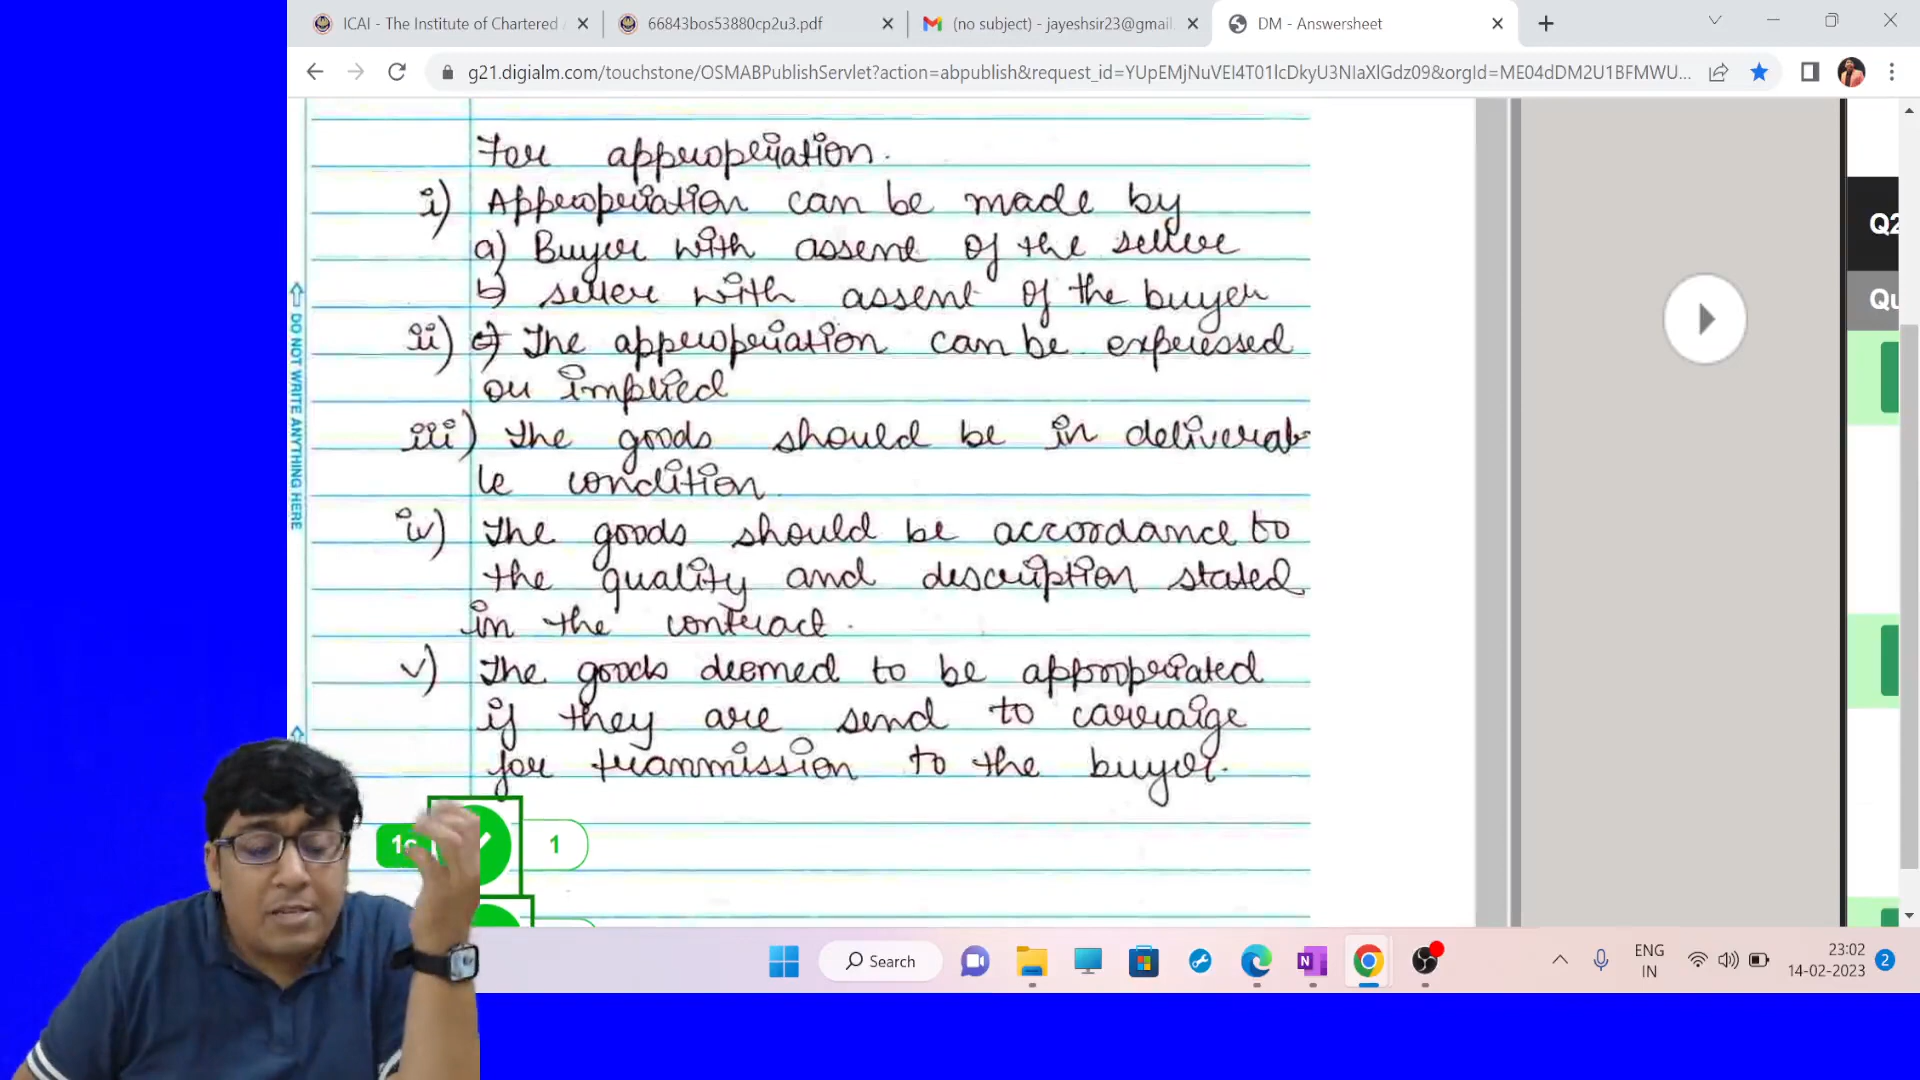 ICAI - The Institute of Chartered
66843bos53880cp2u3.pdf
(no subject) - jayeshsir23@gmail.
DM - Answersheet
g21.digialm.com/touchstone/OSMABPublishServlet?action=abpublish&request_id=YUpEMjNuVEI4T01lcDkyU3NIaXlGdz09&orgId=ME04dDM2U1BFMWU...
For appropriation.
i) Appropriation can be made by
a) Buyer with assent of the seller
b) seller with assent of the buyer
ii) c) The appropriation can be expressed
or implied
iii) The goods should be in deliverab
le condition.
iv) The goods should be accordance to
the quality and description stated
in the contract.
v) The goods deemed to be appropriated
if they are send to carraige
for tranmission to the buyer.
DO NOT WRITE ANYTHING HERE
1
Q2
Qu
Search
ENG
IN
23:02
14-02-2023
2